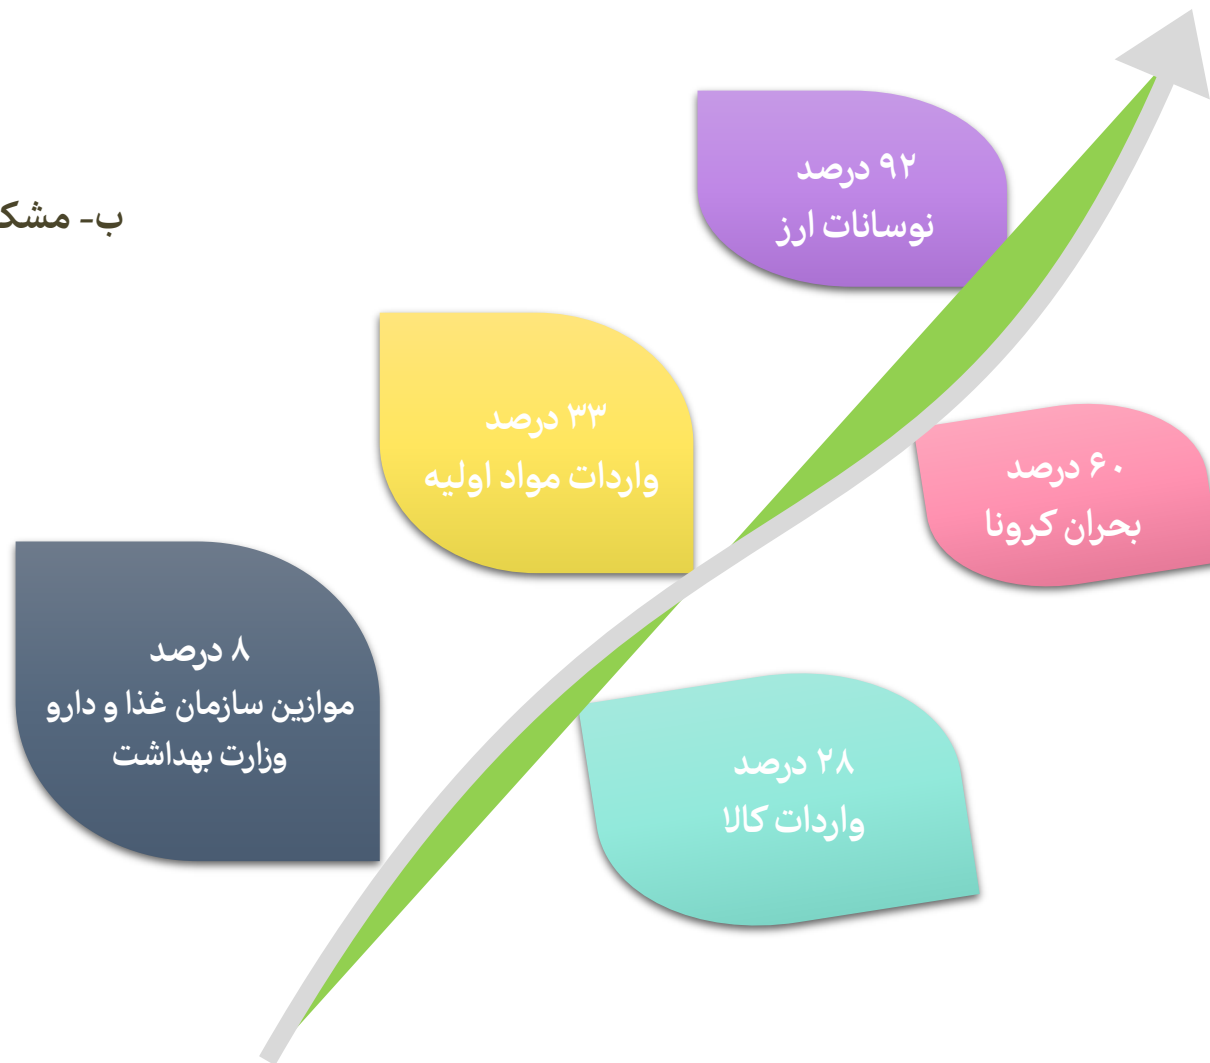 ب- مشک
۹۲ درصد
نوسانات ارز
۳۳ درصد
واردات مواد اولیه
۶۰ درصد
بحران کرونا
۸ درصد
موازین سازمان غذا و دارو
وزارت بهداشت
۲۸ درصد
واردات کالا